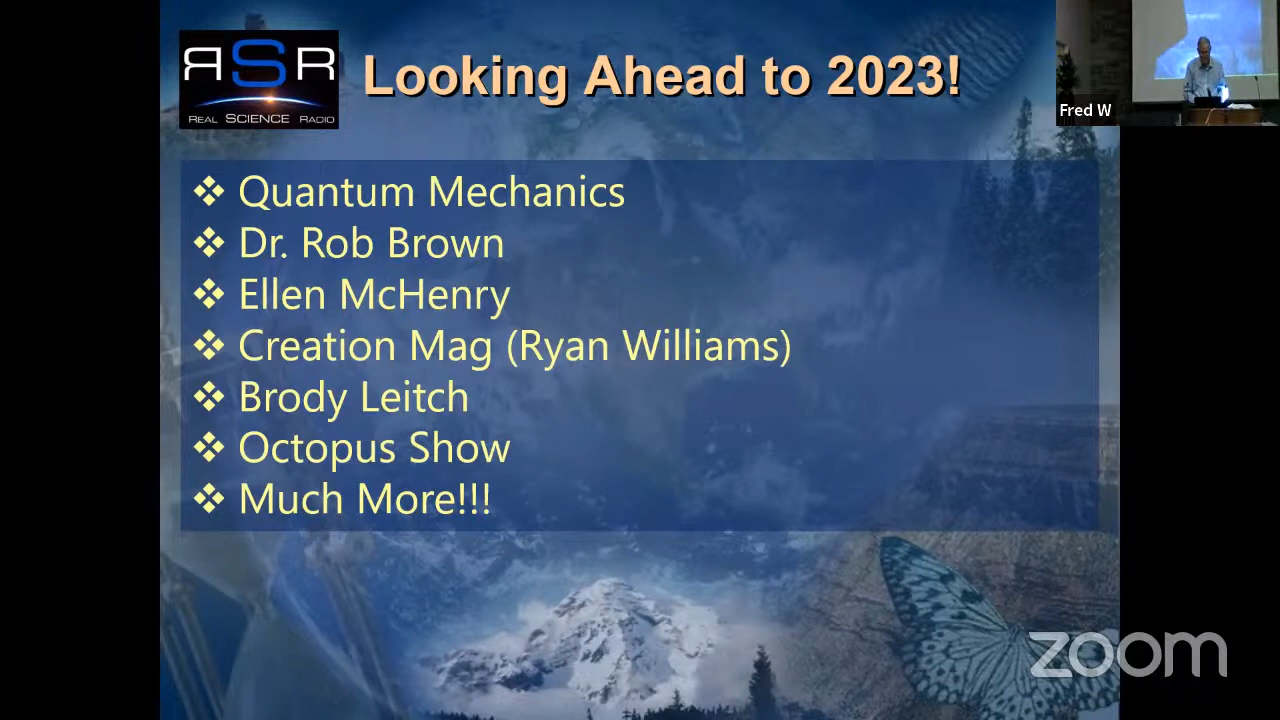 RSR
REAL SCIENCE RADIO
Looking Ahead to 2023!
Fred W
❖ Quantum Mechanics
❖ Dr. Rob Brown
❖ Ellen McHenry
❖ Creation Mag (Ryan Williams)
❖ Brody Leitch
❖ Octopus Show
❖ Much More!!!
zoom